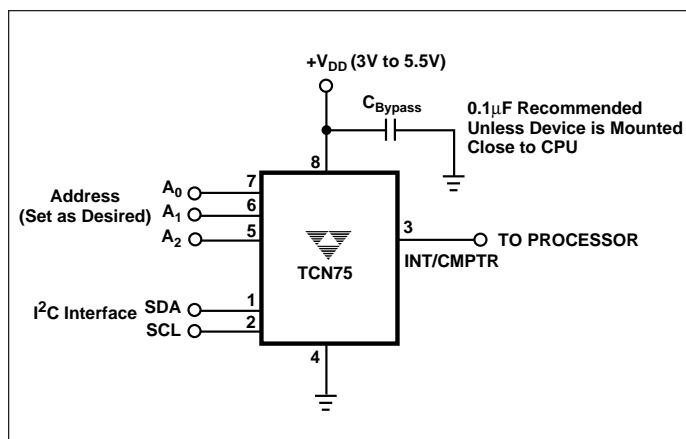 +VDD (3V to 5.5V)
CBypass
0.1µF Recommended
Unless Device is Mounted
Close to CPU
8
Address
(Set as Desired)
A0
7
A1
6
A2
5
3
TO PROCESSOR
INT/CMPTR
TCN75
I2C Interface
SDA
1
SCL
2
4